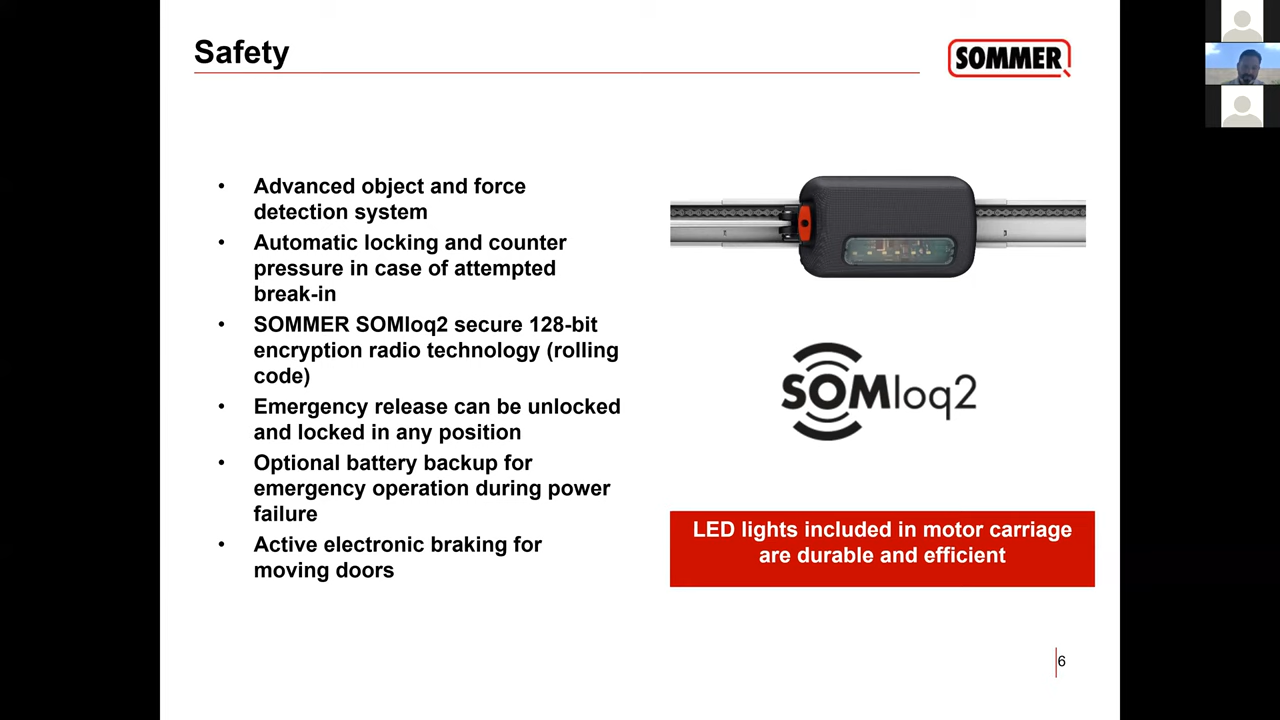 Safety
SOMMER
Advanced object and force
detection system
Automatic locking and counter
pressure in case of attempted
break-in
SOMMER SOMloq2 secure 128-bit
encryption radio technology (rolling
code)
Emergency release can be unlocked
and locked in any position
Optional battery backup for
emergency operation during power
failure
Active electronic braking for
moving doors
SOMloq2
LED lights included in motor carriage
are durable and efficient
6